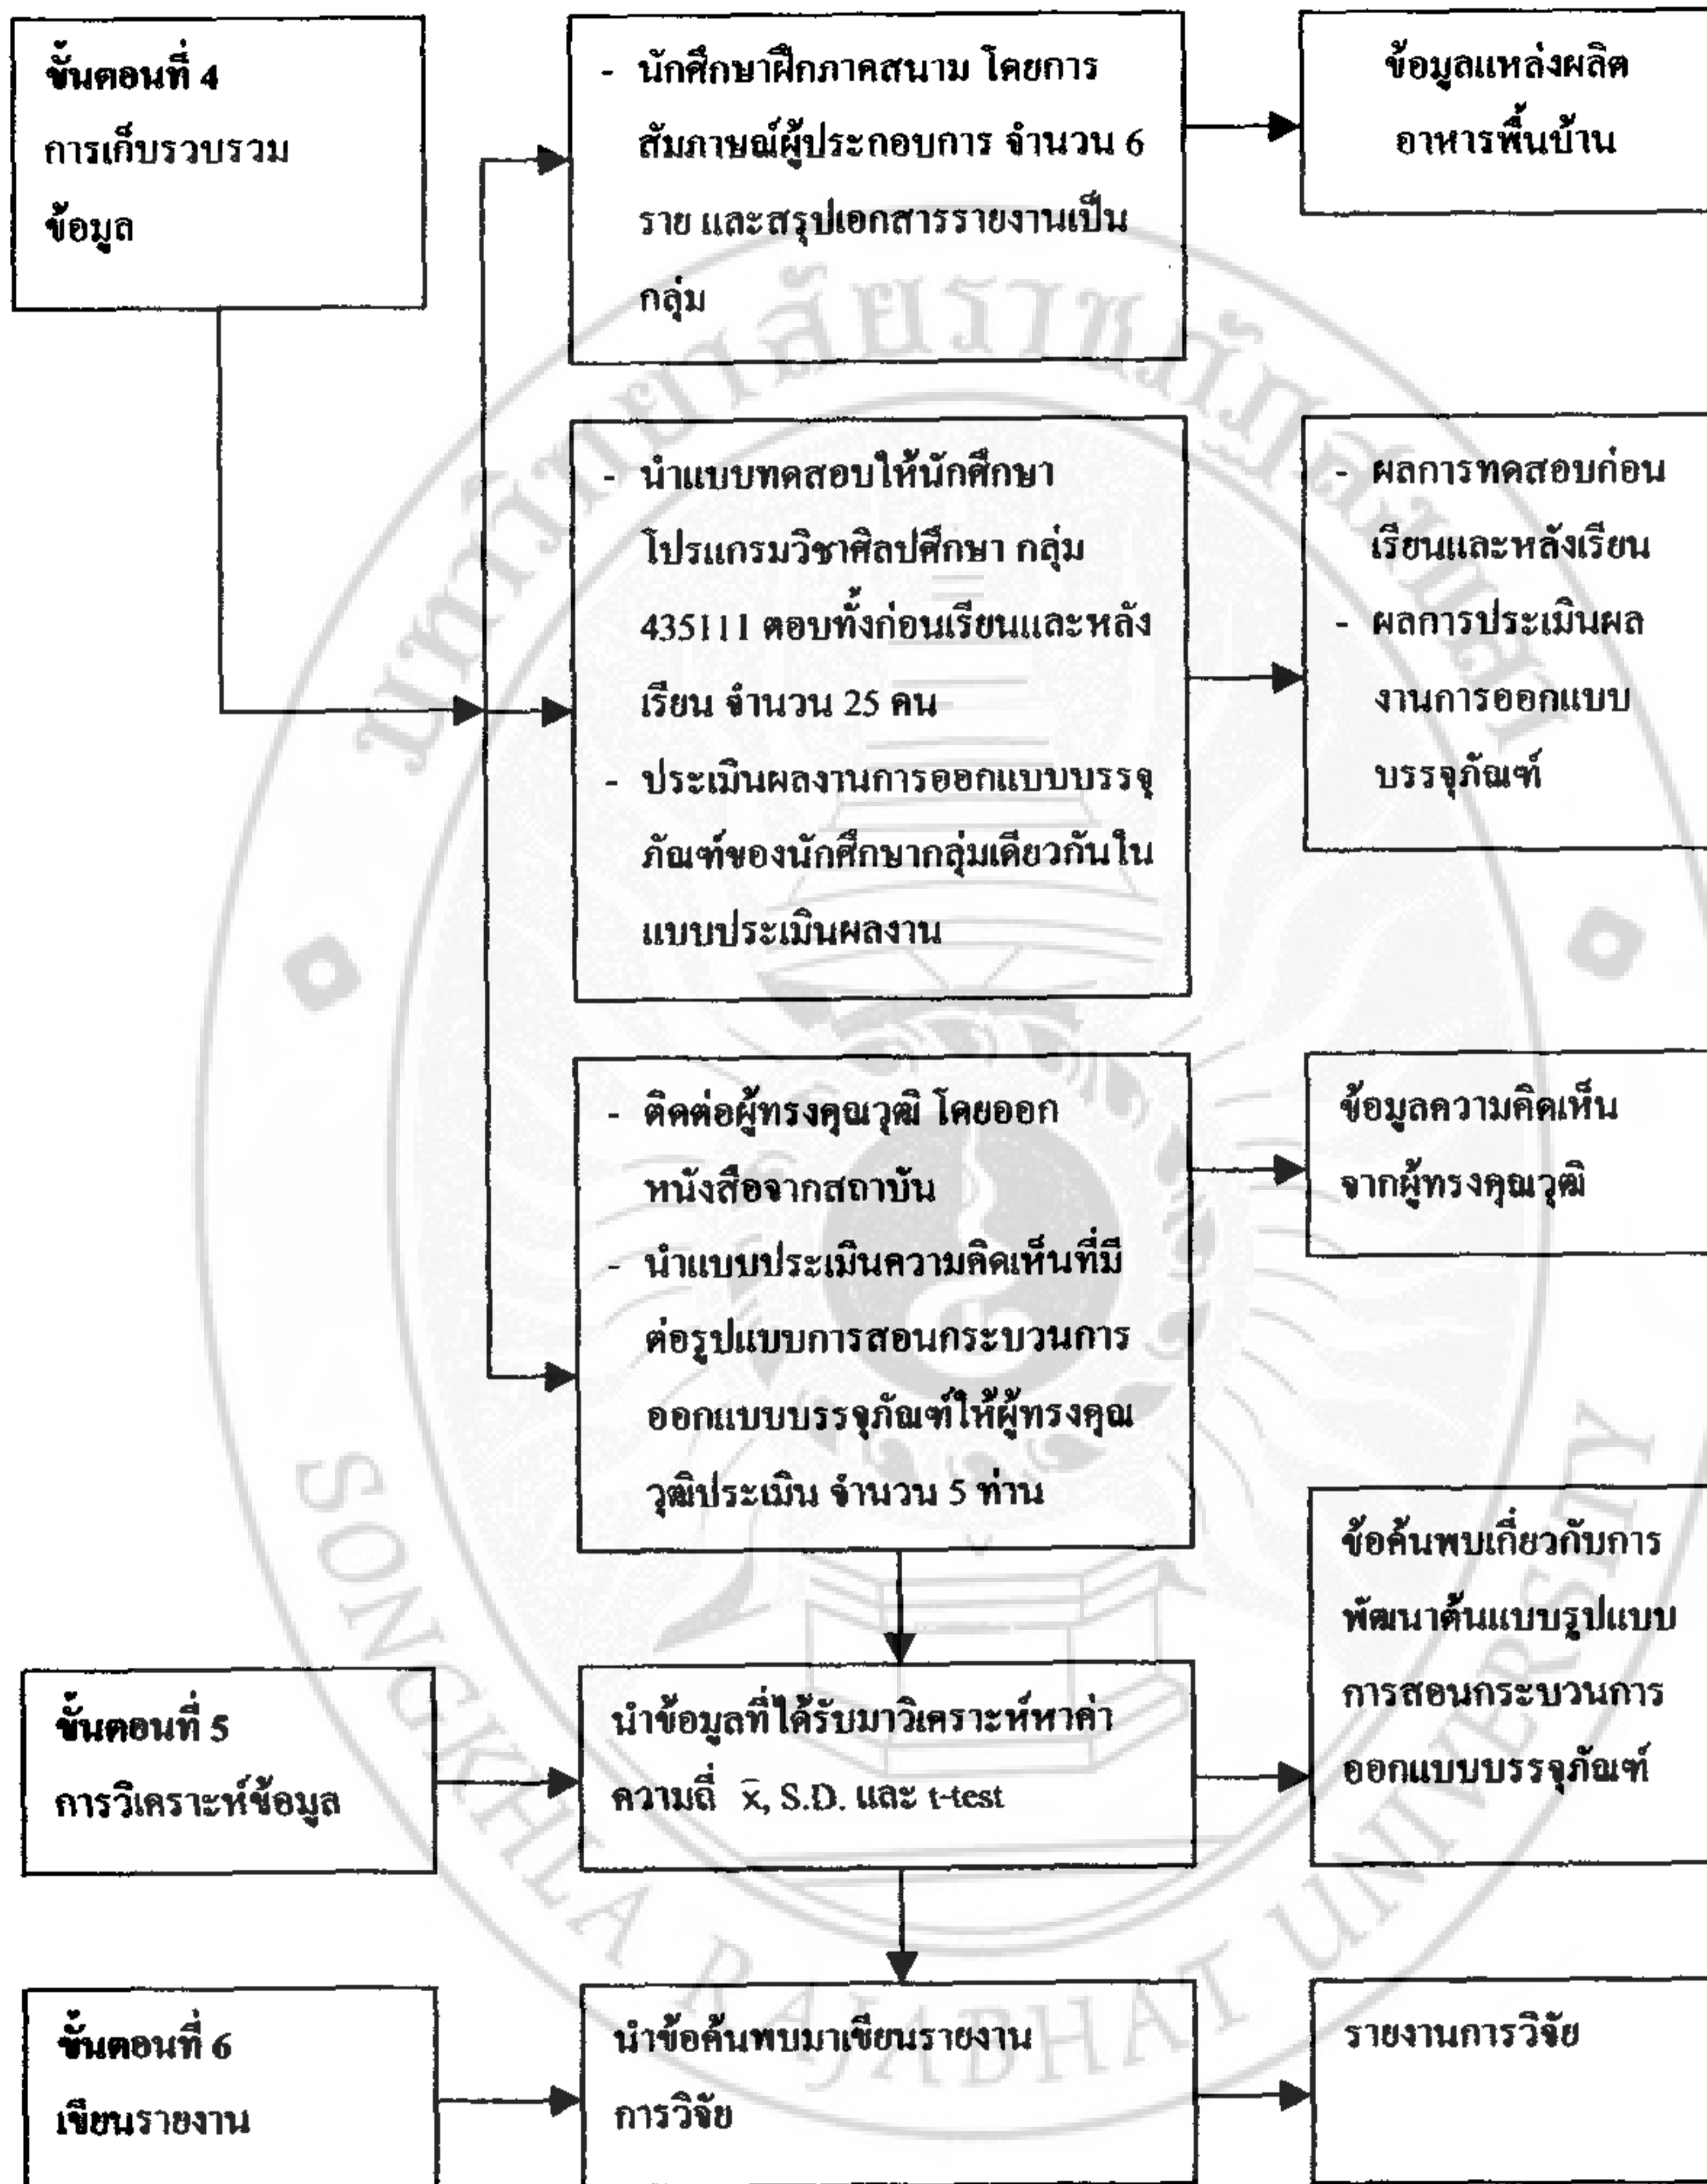 ขั้นตอนที่ 4
การเก็บรวบรวม
ข้อมูล
- นักศึกษาฝึกภาคสนาม โดยการ
สัมภาษณ์ผู้ประกอบการ จำนวน 6
ราย และสรุปเอกสารรายงานเป็น
กลุ่ม
ข้อมูลแหล่งผลิต
อาหารพื้นบ้าน
- นำแบบทดสอบให้นักศึกษา
โปรแกรมวิชาศิลปศึกษา กลุ่ม
435111 ตอบทั้งก่อนเรียนและหลัง
เรียน จำนวน 25 คน
- ประเมินผลงานการออกแบบบรรจุ
ภัณฑ์ของนักศึกษากลุ่มเดียวกันใน
แบบประเมินผลงาน
- ผลการทดสอบก่อน
เรียนและหลังเรียน
- ผลการประเมินผล
งานการออกแบบ
บรรจุภัณฑ์
- ติดต่อผู้ทรงคุณวุฒิ โดยออก
หนังสือจากสถาบัน
- นำแบบประเมินความคิดเห็นที่มี
ต่อรูปแบบการสอนกระบวนการ
ออกแบบบรรจุภัณฑ์ให้ผู้ทรงคุณ
วุฒิประเมิน จำนวน 5 ท่าน
ข้อมูลความคิดเห็น
จากผู้ทรงคุณวุฒิ
ขั้นตอนที่ 5
การวิเคราะห์ข้อมูล
นำข้อมูลที่ได้รับมาวิเคราะห์หาค่า
ความถี่ x̄, S.D. และ t-test
ข้อค้นพบเกี่ยวกับการ
พัฒนาต้นแบบรูปแบบ
การสอนกระบวนการ
ออกแบบบรรจุภัณฑ์
ขั้นตอนที่ 6
เขียนรายงาน
นำข้อค้นพบมาเขียนรายงาน
การวิจัย
รายงานการวิจัย
มหาวิทยาลัยราชภัฏสงขลา
SONGKHLA RAJABHAT UNIVERSITY